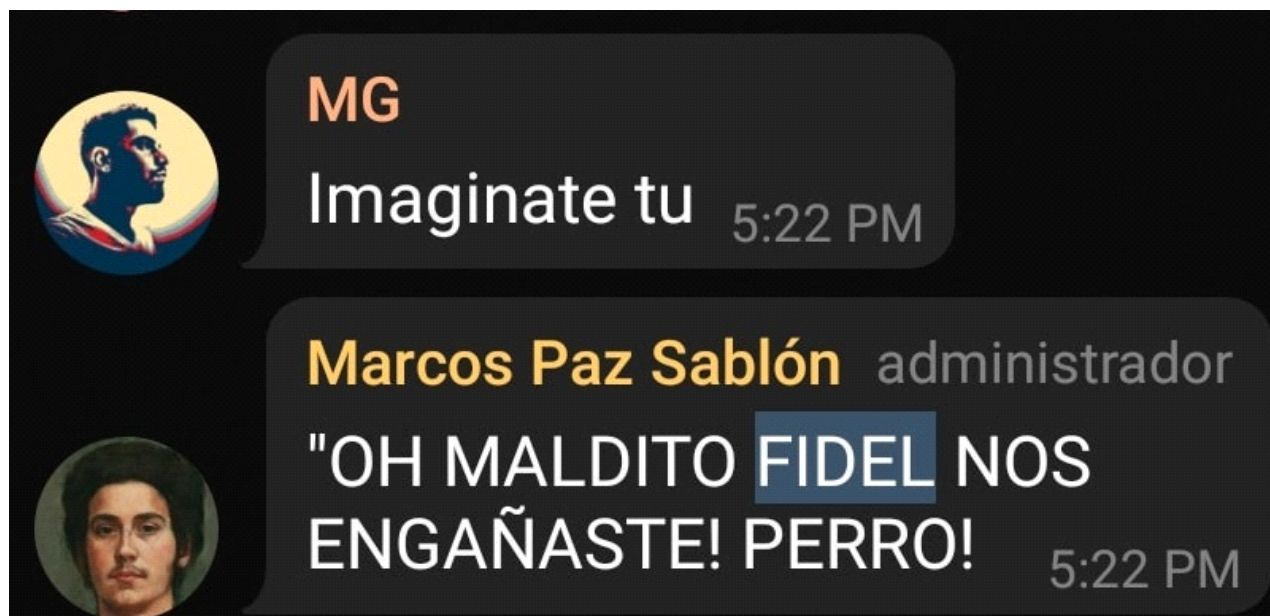 MG
Imaginate tu 5:22 PM
Marcos Paz Sablón administrador
"OH MALDITO FIDEL NOS
ENGAÑASTE! PERRO! 5:22 PM